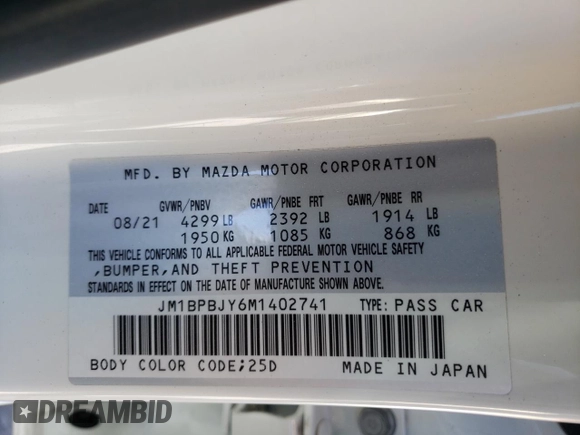 MFD. BY MAZDA MOTOR CORPORATION
DATE GVWR/PNBV GAWR/PNBE FRT GAWR/PNBE RR
08/21 4299 LB 2392 LB 1914 LB
1950 KG 1085 KG 868 KG
THIS VEHICLE CONFORMS TO ALL APPLICABLE FEDERAL MOTOR VEHICLE SAFETY
,BUMPER,AND THEFT PREVENTION
STANDARDS IN EFFECT ON THE DATE OF MANUFACTURE SHOWN ABOVE.
JM1BPBJY6M1402741 TYPE: PASS CAR
BODY COLOR CODE;25D MADE IN JAPAN
DREAMBID